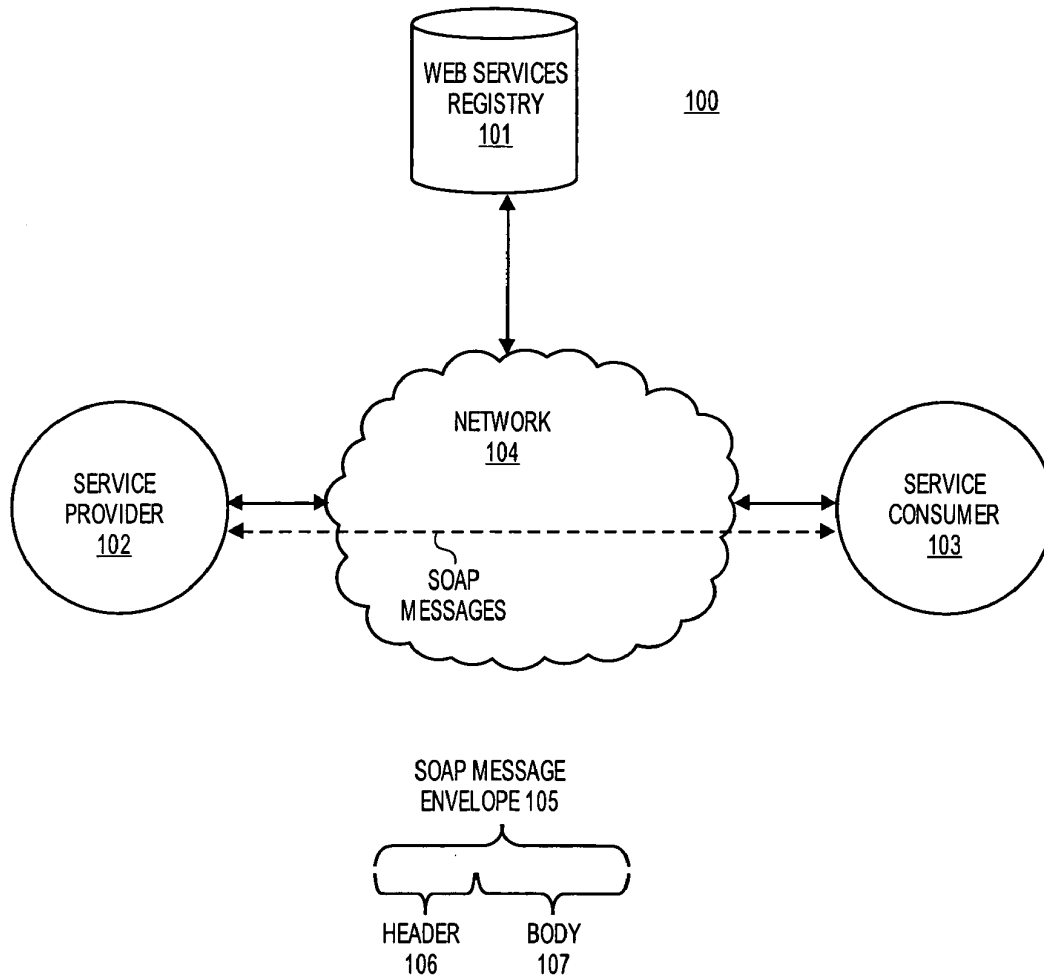 WEB SERVICES
REGISTRY
101
100
NETWORK
104
SERVICE
PROVIDER
102
SERVICE
CONSUMER
103
SOAP
MESSAGES
SOAP MESSAGE
ENVELOPE 105
HEADER
106
BODY
107